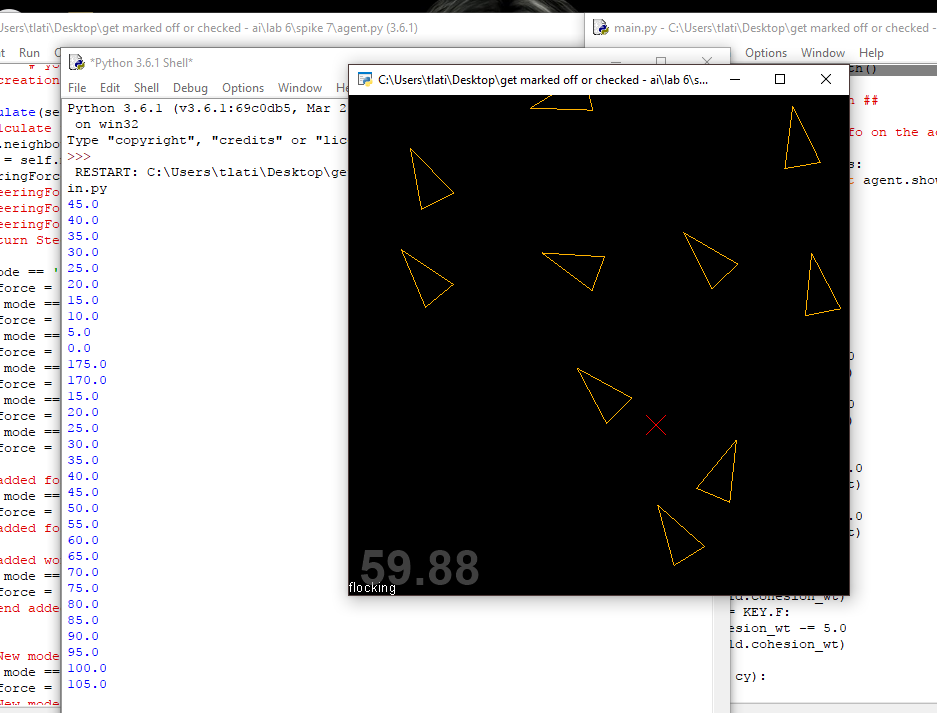 Users\tlati\Desktop\get marked off or checked - ai\lab 6\spike 7\agent.py (3.6.1)
Run
creation
ulate(se
lculate
.neighbo
= self.
ringForc
eeringFo
eeringFo
eeringFo
turn Ste
ode == '
force =
mode ==
force =
mode ==
force =
mode ==
force =
mode ==
force =
mode ==
force =
added fo
mode ==
force =
added fo
added wo
mode ==
force =
end adde
New mode
mode ==
force =
New mode
*Python 3.6.1 Shell*
File Edit Shell Debug Options Window He
Python 3.6.1 (v3.6.1:69c0db5, Mar 2
on win32
Type "copyright", "credits" or "lic
>>>
RESTART: C:\Users\tlati\Desktop\ge
in.py
45.0
40.0
35.0
30.0
25.0
20.0
15.0
10.0
5.0
0.0
175.0
170.0
15.0
20.0
25.0
30.0
35.0
40.0
45.0
50.0
55.0
60.0
65.0
70.0
75.0
80.0
85.0
90.0
95.0
100.0
105.0
C:\Users\tlati\Desktop\get marked off or checked - ai\lab 6\s...
59.88
flocking
main.py - C:\Users\tlati\Desktop\get marked off or checked -
Options Window Help
h()
n ##
fo on the ag
s:
agent.show
.0
t)
.0
t)
ld.cohesion_wt)
= KEY.F:
esion_wt -= 5.0
ld.cohesion_wt)
cy):